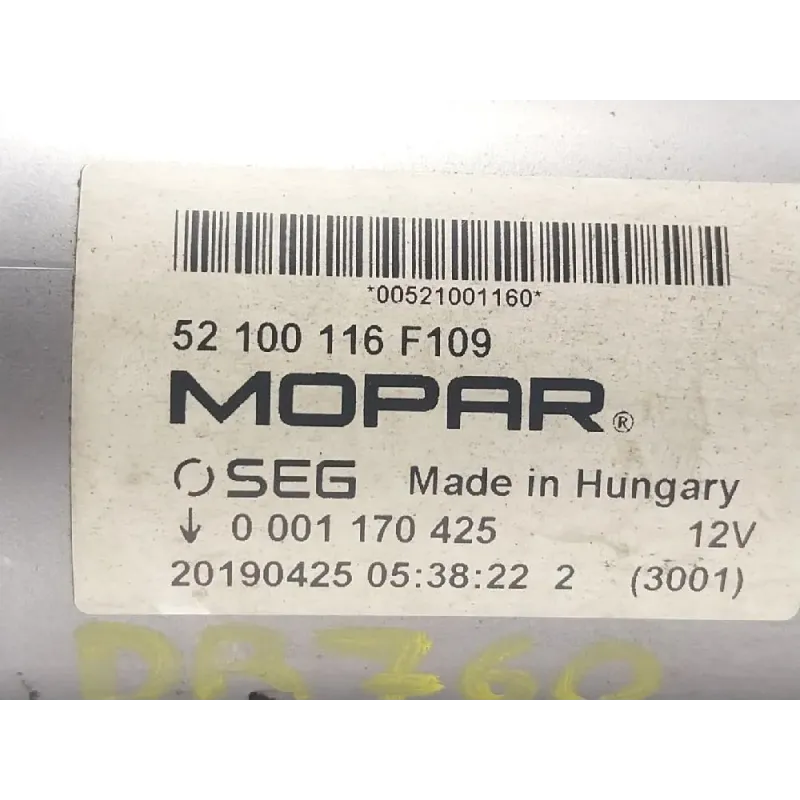 *00521001160*
52 100 116 F109
MOPAR®
SEG Made in Hungary
↓ 0 001 170 425 12V
20190425 05:38:22 2 (3001)
DB760